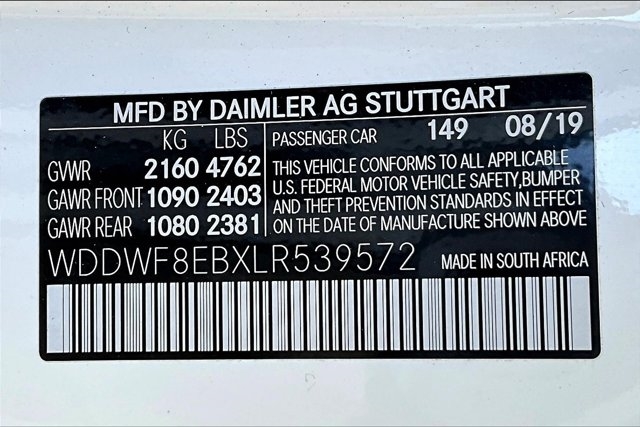 MFD BY DAIMLER AG STUTTGART
KG LBS
GVWR 2160 4762
GAWR FRONT 1090 2403
GAWR REAR 1080 2381
PASSENGER CAR 149 08/19
THIS VEHICLE CONFORMS TO ALL APPLICABLE
U.S. FEDERAL MOTOR VEHICLE SAFETY,BUMPER
AND THEFT PREVENTION STANDARDS IN EFFECT
ON THE DATE OF MANUFACTURE SHOWN ABOVE
WDDWF8EBXLR539572 MADE IN SOUTH AFRICA